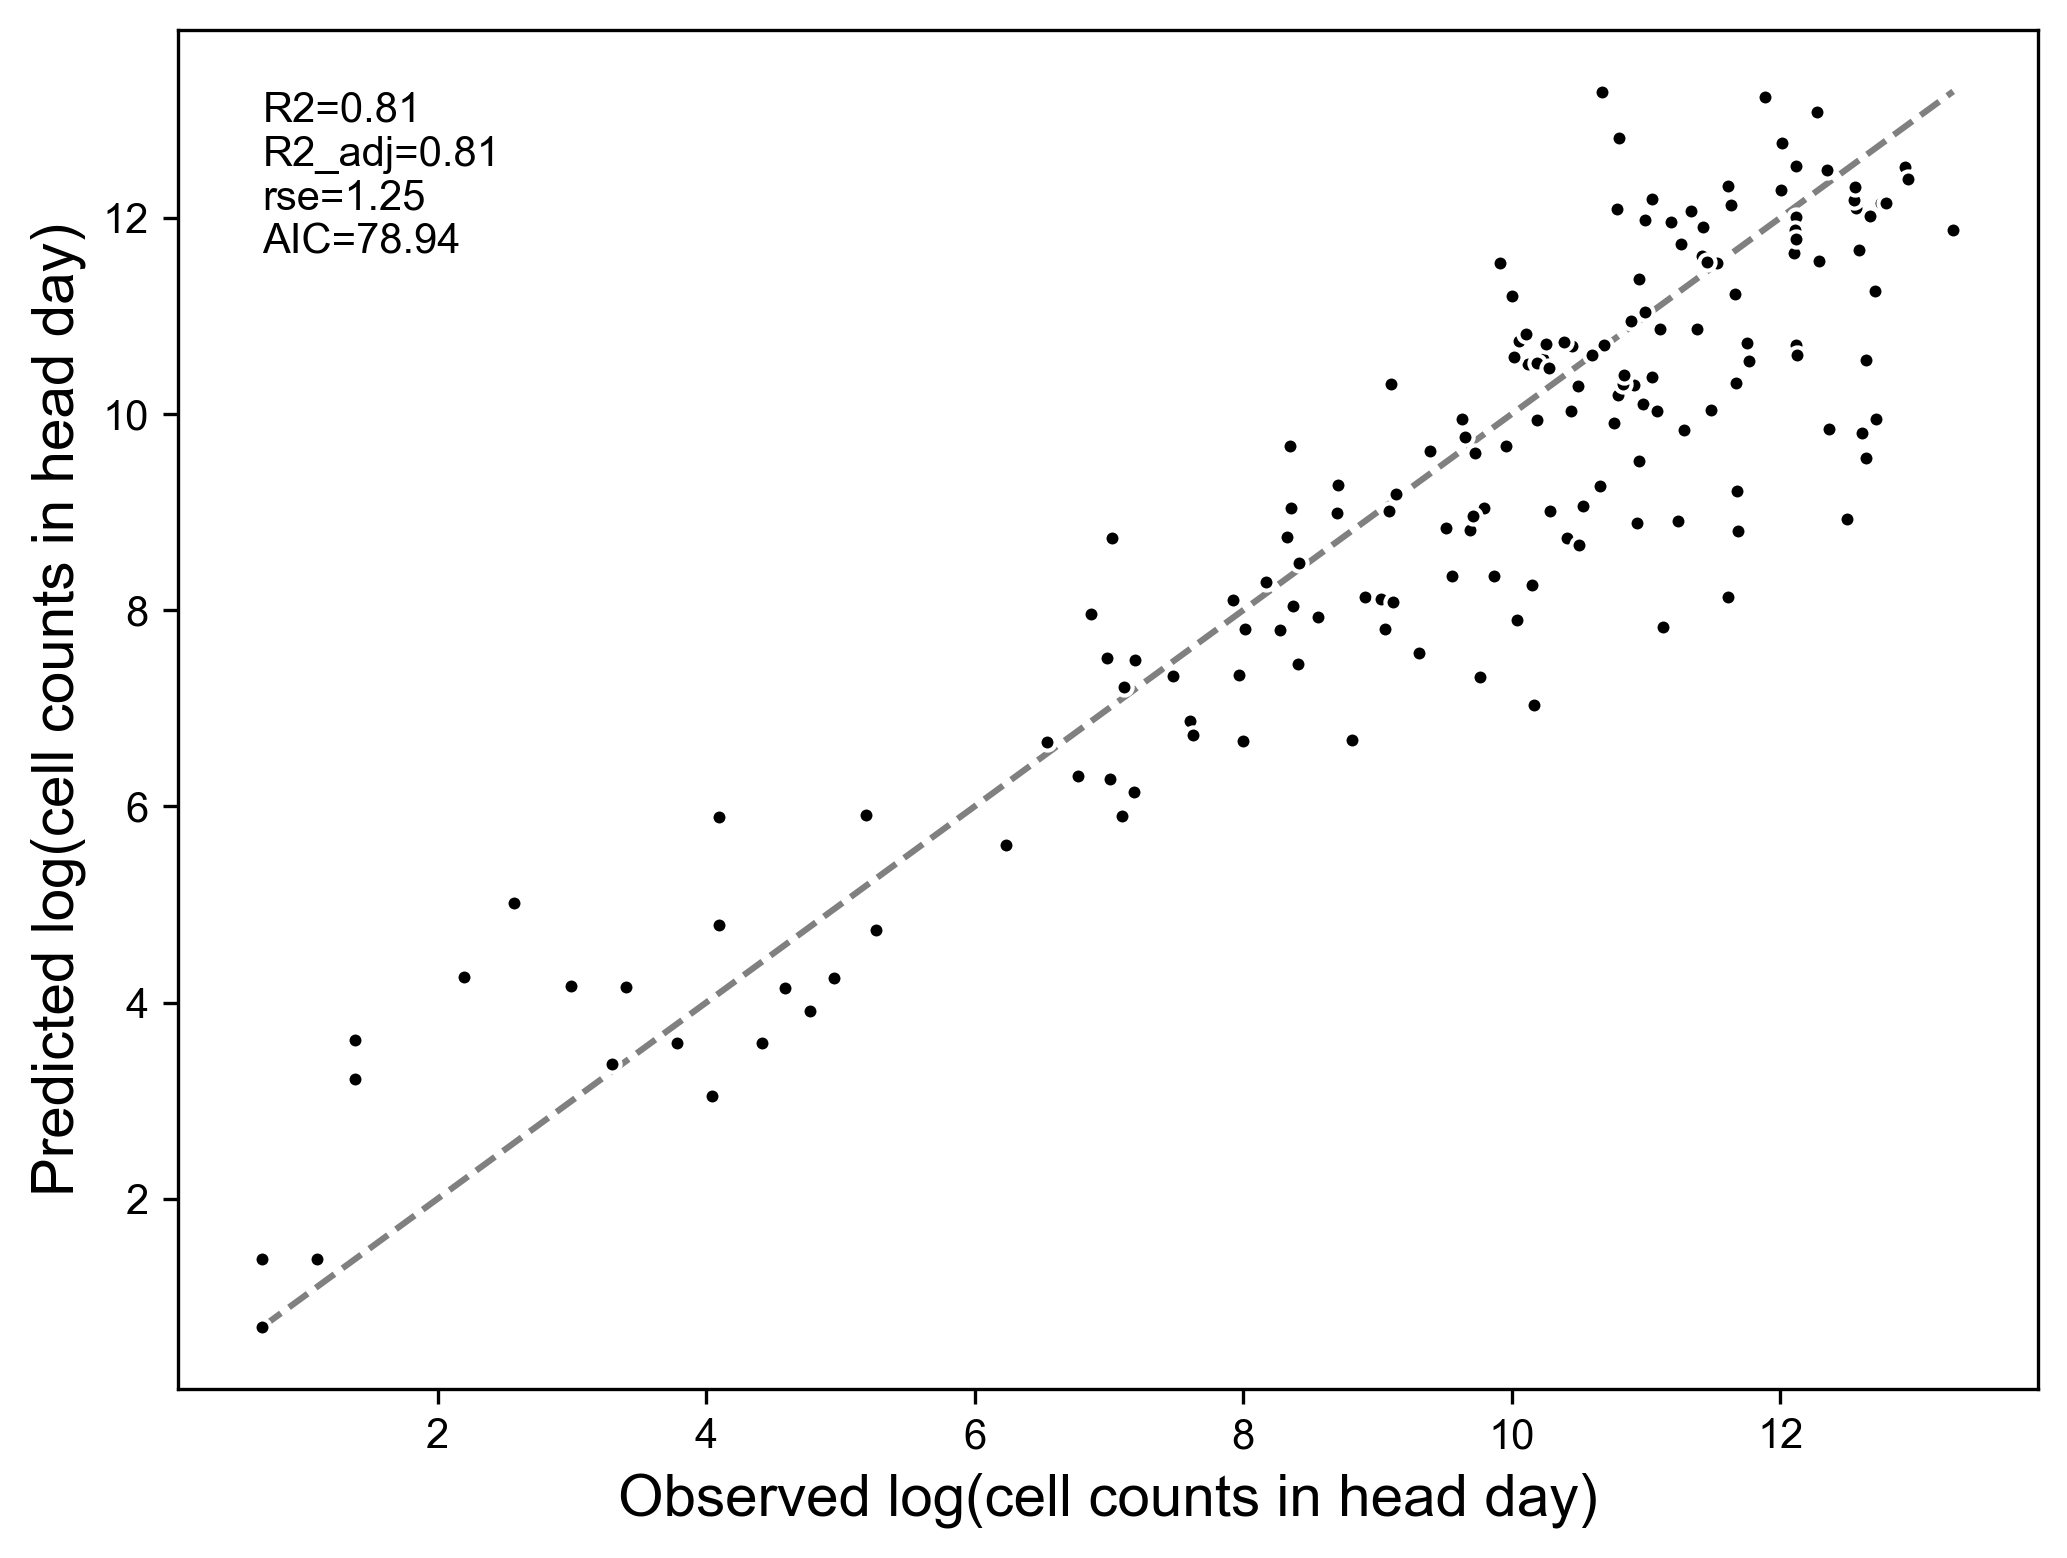 R2=0.81
R2_adj=0.81
rse=1.25
AIC=78.94
Predicted log(cell counts in head day)
12
10
8
6
4
2
2 4 6 8 10 12
Observed log(cell counts in head day)